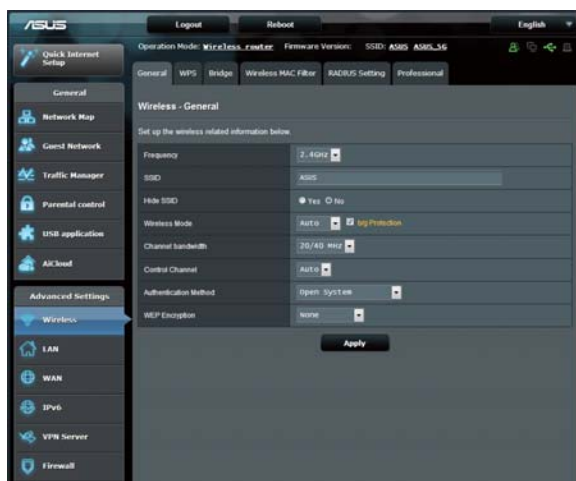 ASUS
Logout
Reboot
English
Quick Internet
Setup
Operation Mode: Wireless router Firmware Version: SSID: ASUS ASUS_5G
General
WPS
Bridge
Wireless MAC Filter
RADIUS Setting
Professional
General
Network Map
Guest Network
Traffic Manager
Parental control
USB application
AiCloud
Advanced Settings
Wireless
LAN
WAN
IPv6
VPN Server
Firewall
Wireless - General
Set up the wireless related information below.
Frequency 2.4GHz
SSID ASUS
Hide SSID Yes No
Wireless Mode Auto b/g Protection
Channel bandwidth 20/40 MHz
Control Channel Auto
Authentication Method Open System
WEP Encryption None
Apply